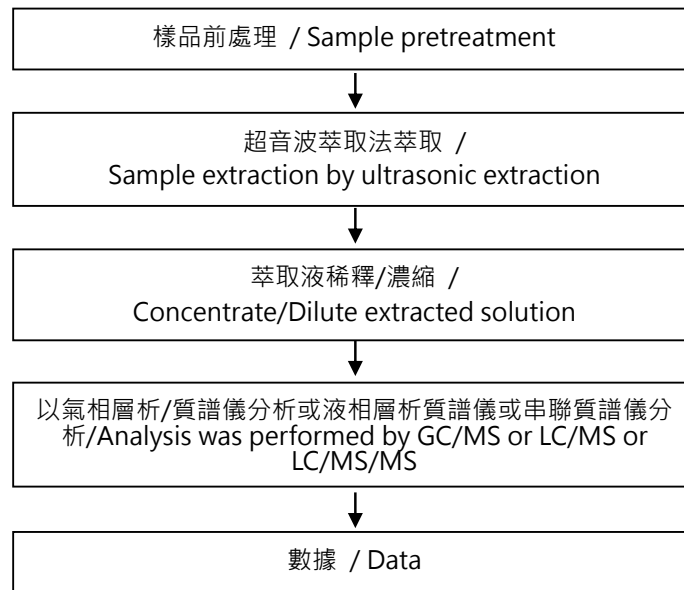 樣品前處理 / Sample pretreatment
超音波萃取法萃取 /
Sample extraction by ultrasonic extraction
萃取液稀釋/濃縮 /
Concentrate/Dilute extracted solution
以氣相層析/質譜儀分析或液相層析質譜儀或串聯質譜儀分
析/Analysis was performed by GC/MS or LC/MS or
LC/MS/MS
數據 / Data